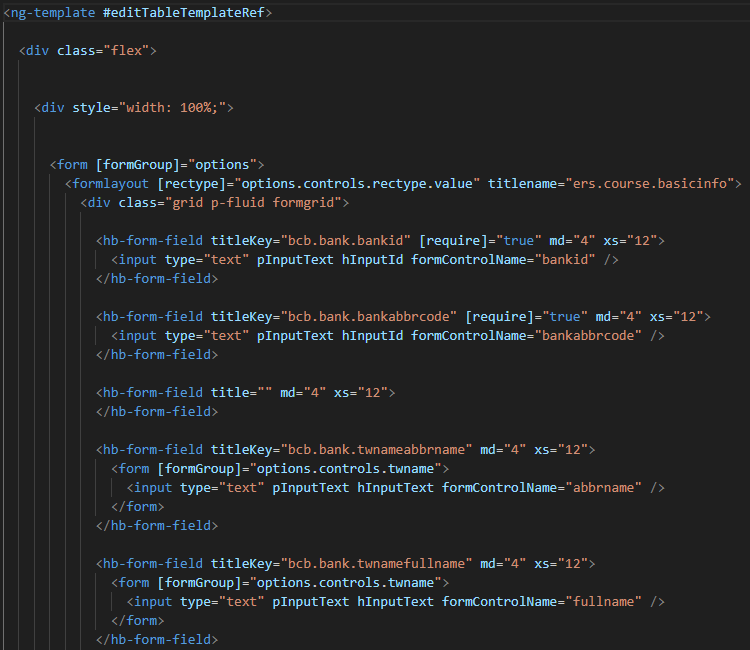 <ng-template #editTableTemplateRef>
<div class="flex">
<div style="width: 100%;">
<form [formGroup]="options">
<formlayout [rectype]="options.controls.rectype.value" titlename="ers.course.basicinfo">
<div class="grid p-fluid formgrid">
<hb-form-field titleKey="bcb.bank.bankid" [require]="true" md="4" xs="12">
<input type="text" pInputText hInputId formControlName="bankid" />
</hb-form-field>
<hb-form-field titleKey="bcb.bank.bankabbrcode" [require]="true" md="4" xs="12">
<input type="text" pInputText hInputId formControlName="bankabbrcode" />
</hb-form-field>
<hb-form-field title="" md="4" xs="12">
</hb-form-field>
<hb-form-field titleKey="bcb.bank.twnameabbrname" md="4" xs="12">
<form [formGroup]="options.controls.twname">
<input type="text" pInputText hInputText formControlName="abbrname" />
</form>
</hb-form-field>
<hb-form-field titleKey="bcb.bank.twnamefullname" md="4" xs="12">
<form [formGroup]="options.controls.twname">
<input type="text" pInputText hInputText formControlName="fullname" />
</form>
</hb-form-field>